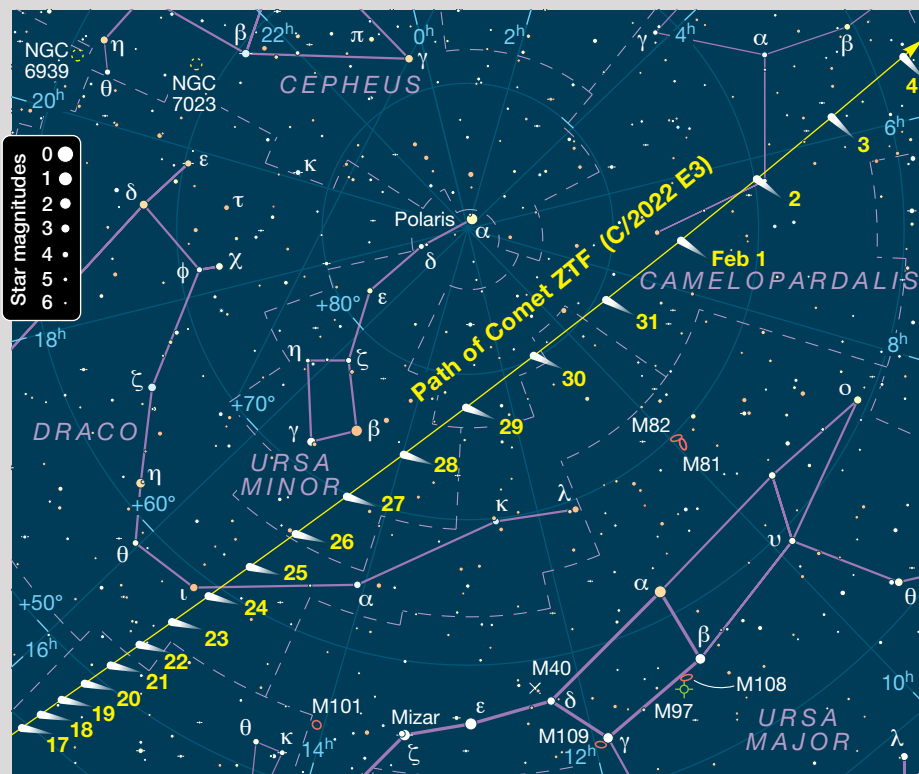 NGC
6939
η
θ
20h
NGC
7023
β
22h
CEPHEUS
π
0h
γ
2h
γ
4h
α
β
4
6h
3
Star magnitudes
0
1
2
3
4
5
6
ε
δ
τ
κ
Polaris
α
δ
2
Path of Comet ZTF (C/2022 E3)
Feb 1
CAMELOPARDALIS
φ
χ
ε
+80°
31
18h
η
ζ
30
8h
ζ
+70°
29
ο
DRACO
γ
β
M82
M81
URSA
MINOR
28
η
27
κ
λ
+60°
26
υ
θ
25
ι
α
24
α
θ
+50°
16h
23
β
22
21
20
19
18
17
M40
δ
M108
M97
10h
M101
Mizar
ζ
ε
M109
12h
γ
URSA
MAJOR
θ
κ
14h
λ